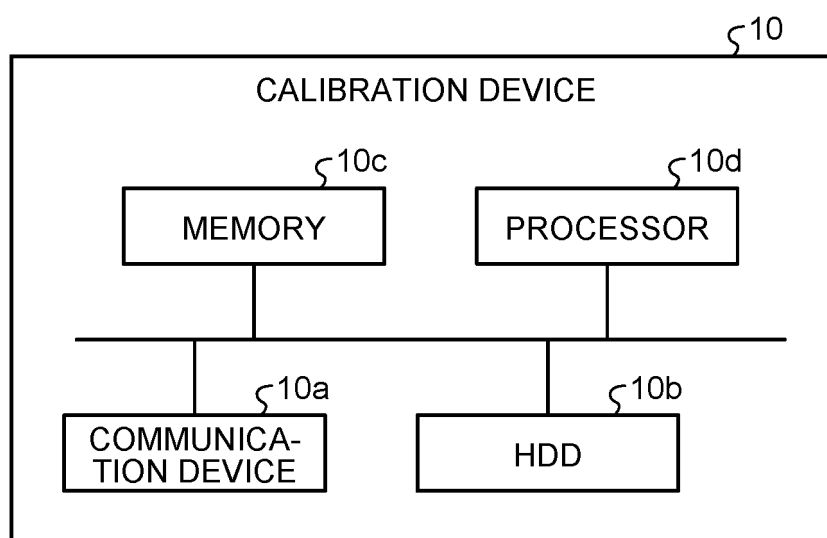 10
CALIBRATION DEVICE
10c
10d
MEMORY
PROCESSOR
10a
10b
COMMUNICA-
TION DEVICE
HDD